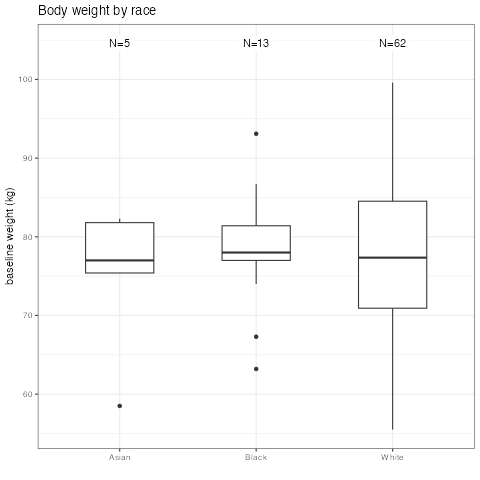 Body weight by race
N=5
N=13
N=62
baseline weight (kg)
100
90
80
70
60
Asian
Black
White